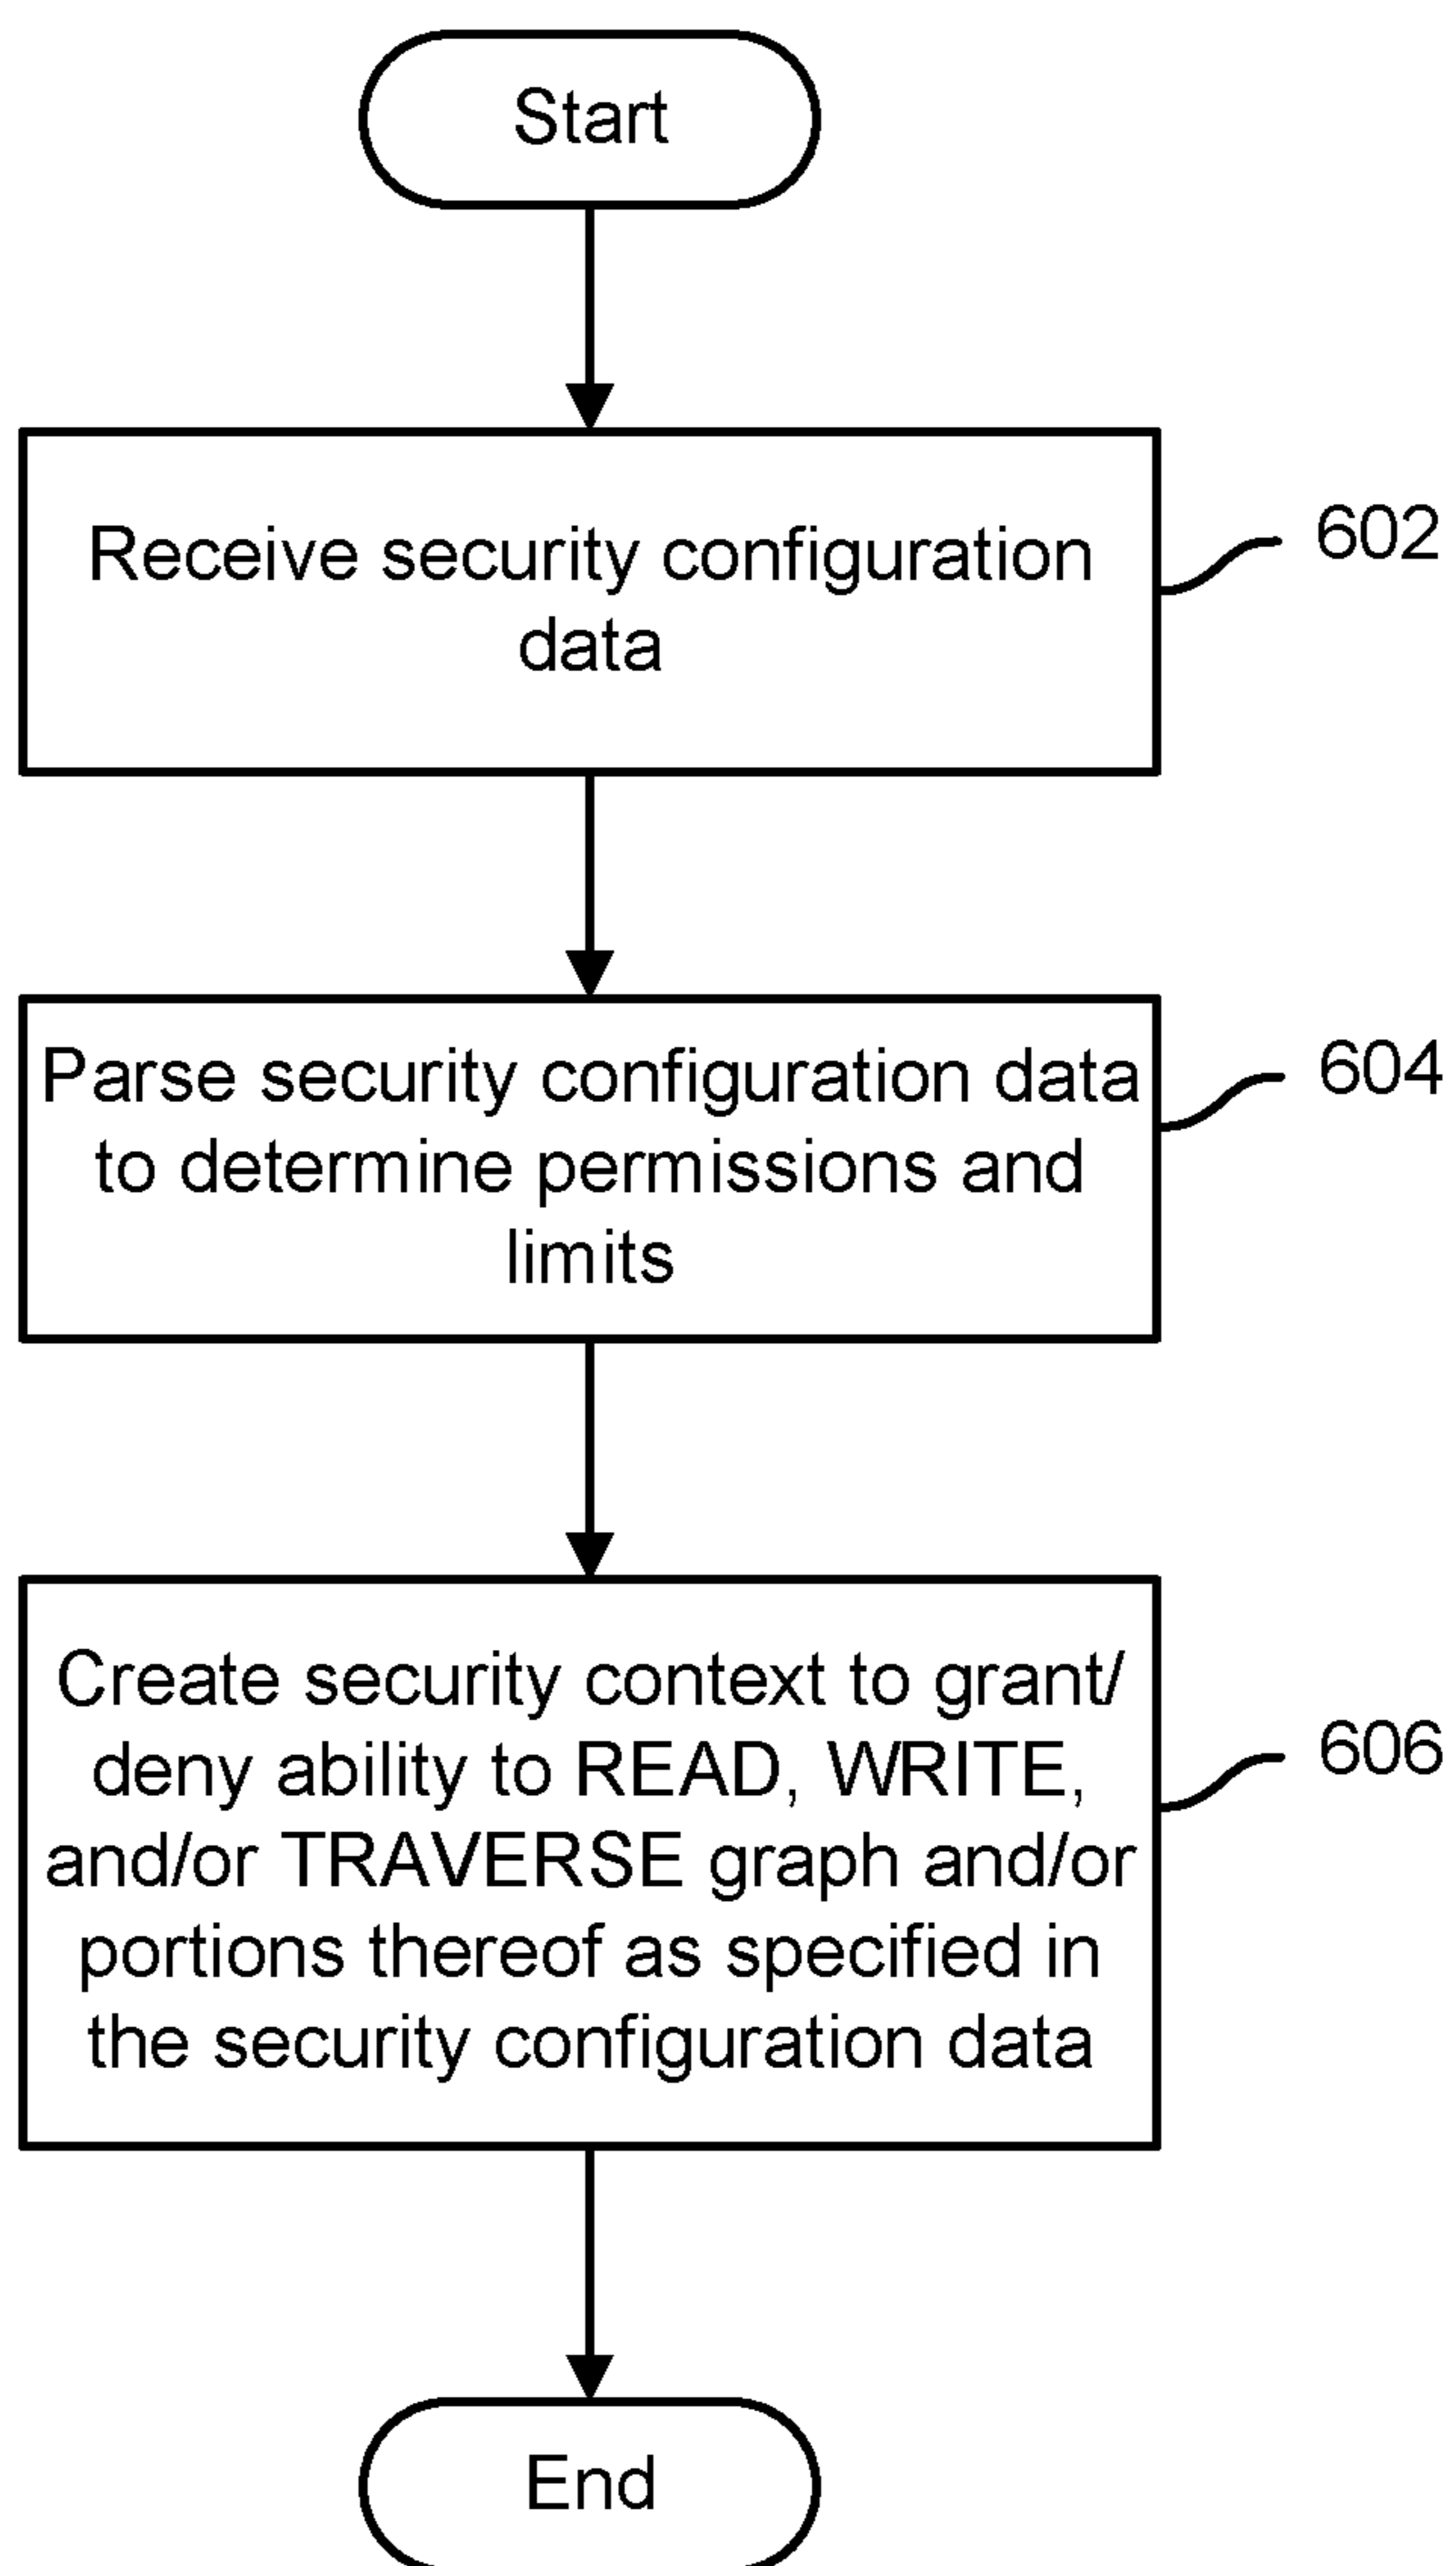 Start
Receive security configuration
data
602
Parse security configuration data
to determine permissions and
limits
604
Create security context to grant/
deny ability to READ, WRITE,
and/or TRAVERSE graph and/or
portions thereof as specified in
the security configuration data
606
End